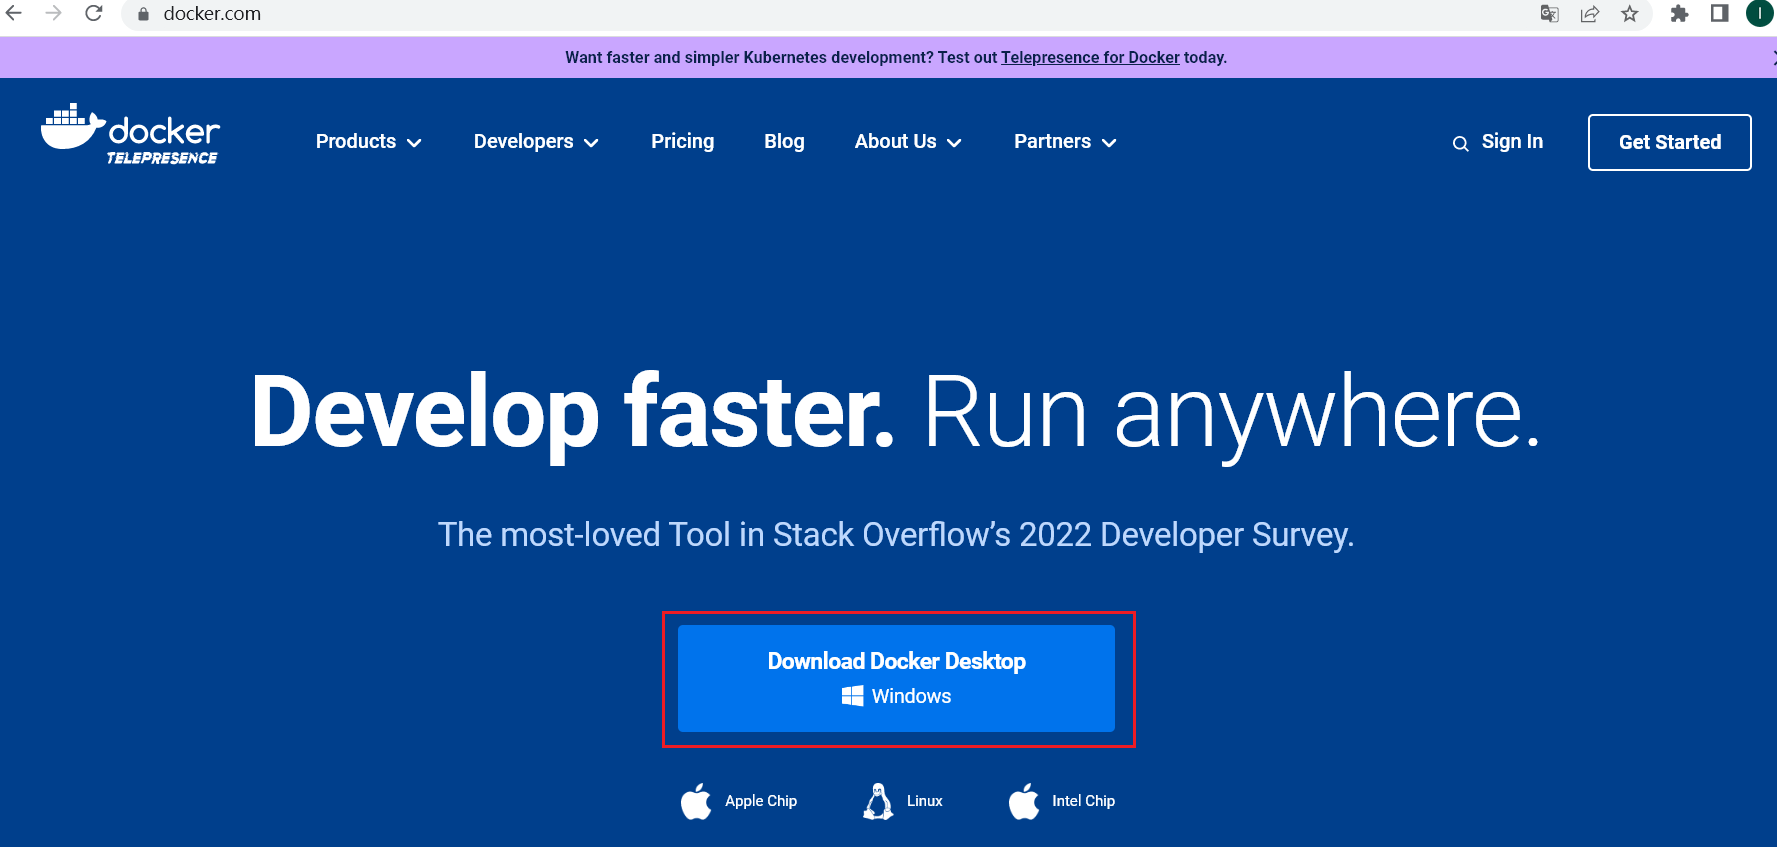 docker.com
Want faster and simpler Kubernetes development? Test out Telepresence for Docker today.
docker
TELEPRESENCE
Products
Developers
Pricing
Blog
About Us
Partners
Sign In
Get Started
Develop faster. Run anywhere.
The most-loved Tool in Stack Overflow’s 2022 Developer Survey.
Download Docker Desktop
Windows
Apple Chip
Linux
Intel Chip